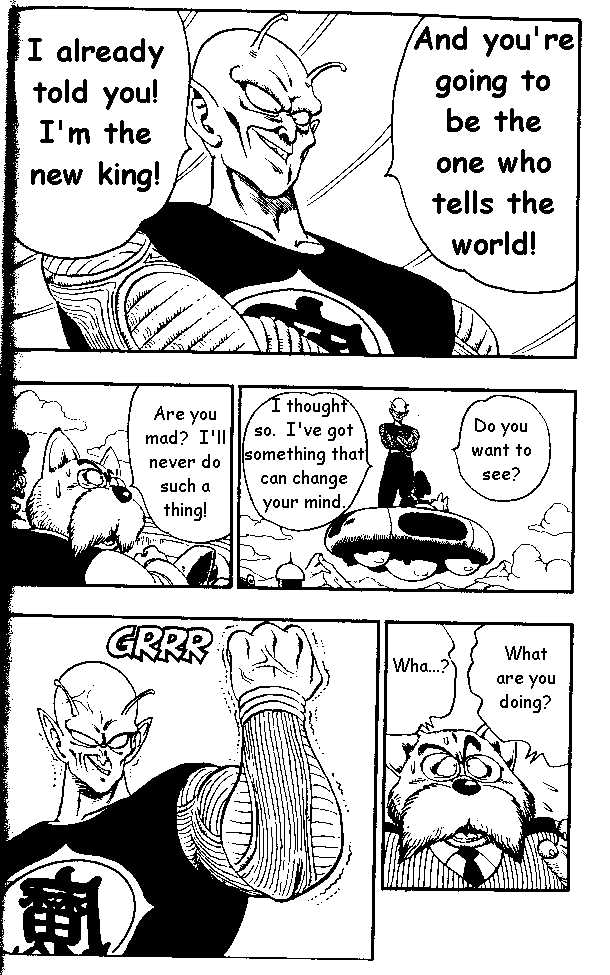 I already
told you!
I'm the
new king!
And you're
going to
be the
one who
tells the
world!
Are you
mad? I'll
never do
such a
thing!
I thought
so. I've got
something that
can change
your mind.
Do you
want to
see?
GRRR
Wha...?
What
are you
doing?